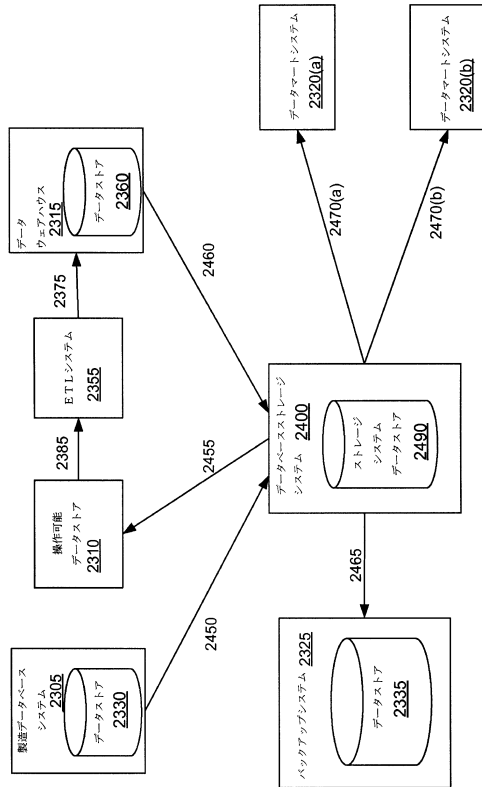 製造データベース
システム
2305
データストア
2330
操作可能
データストア
2310
2385
ETLシステム
2355
2375
データ
ウェアハウス
2315
データストア
2360
2450
2455
2460
データベースストレージ
システム 2400
ストレージ
システム
データストア
2490
2465
バックアップシステム 2325
データストア
2335
2470(a)
データマートシステム
2320(a)
2470(b)
データマートシステム
2320(b)